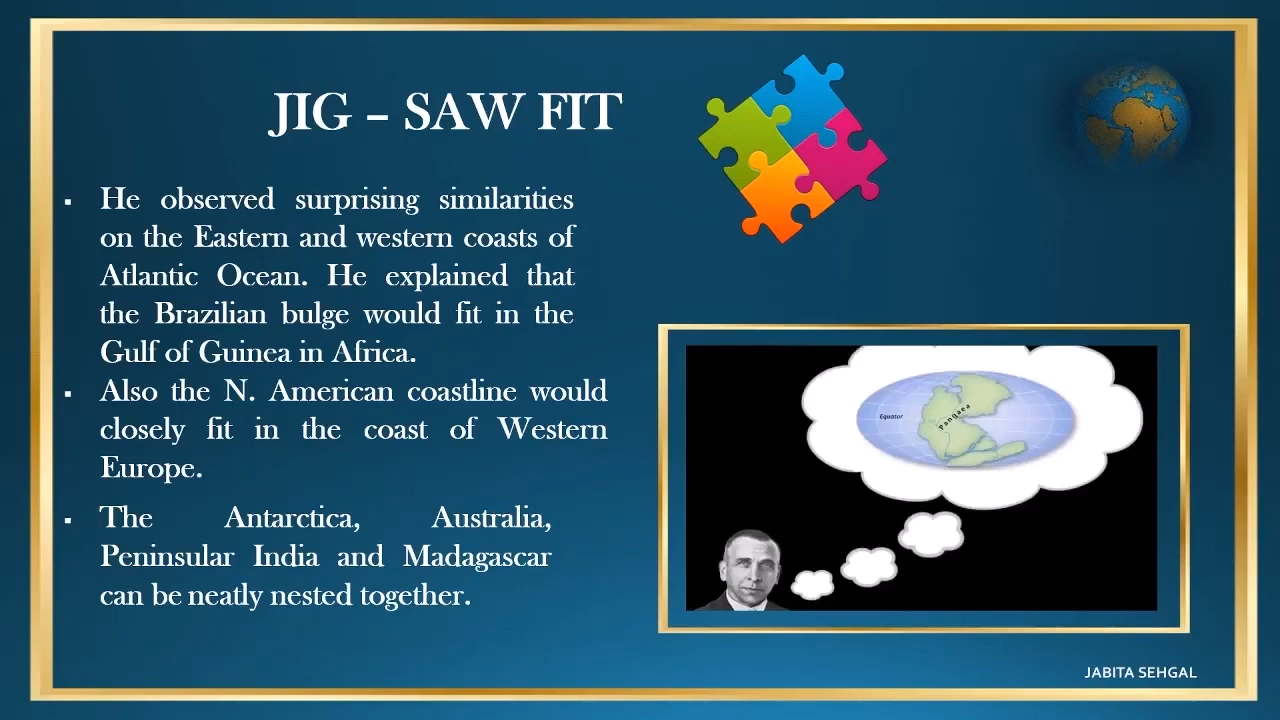 JIG – SAW FIT
▪ He observed surprising similarities
on the Eastern and western coasts of
Atlantic Ocean. He explained that
the Brazilian bulge would fit in the
Gulf of Guinea in Africa.
▪ Also the N. American coastline would
closely fit in the coast of Western
Europe.
▪ The Antarctica, Australia,
Peninsular India and Madagascar
can be neatly nested together.
Equator
Pangaea
JABITA SEHGAL